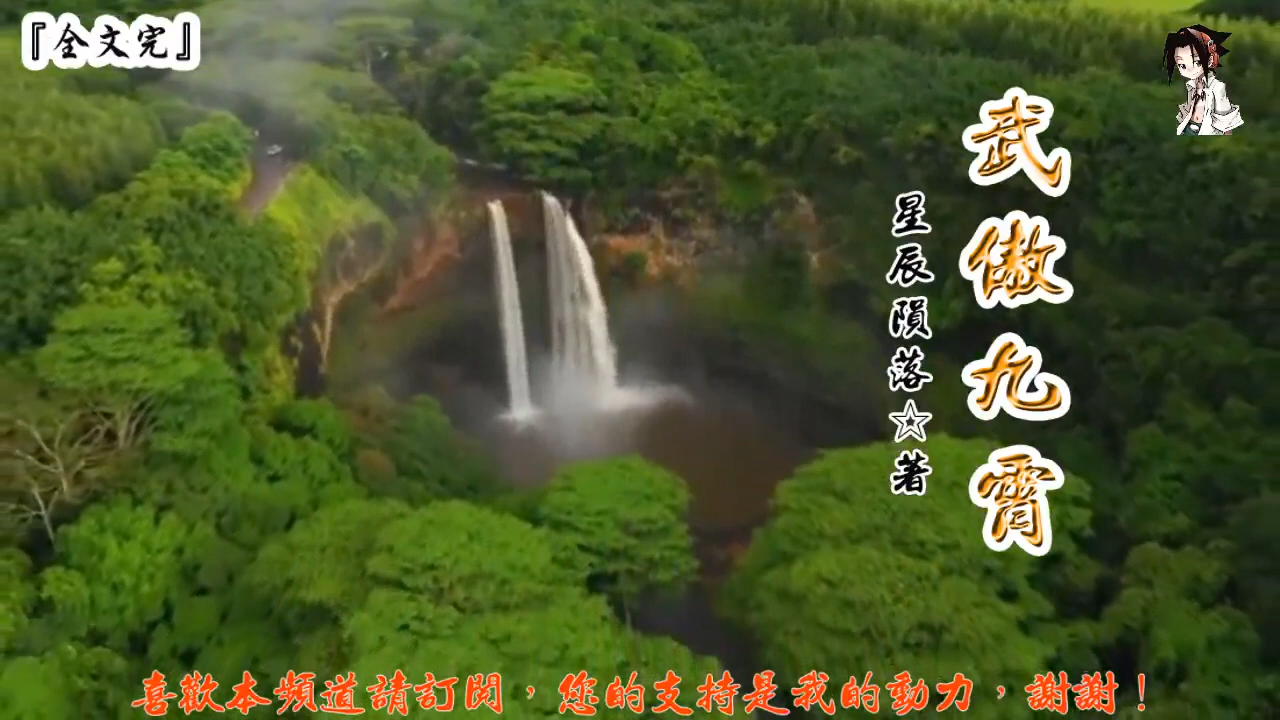 『全文完』
武傲九霄
星辰隕落☆著
喜歡本頻道請訂閱，您的支持是我的動力，謝謝！